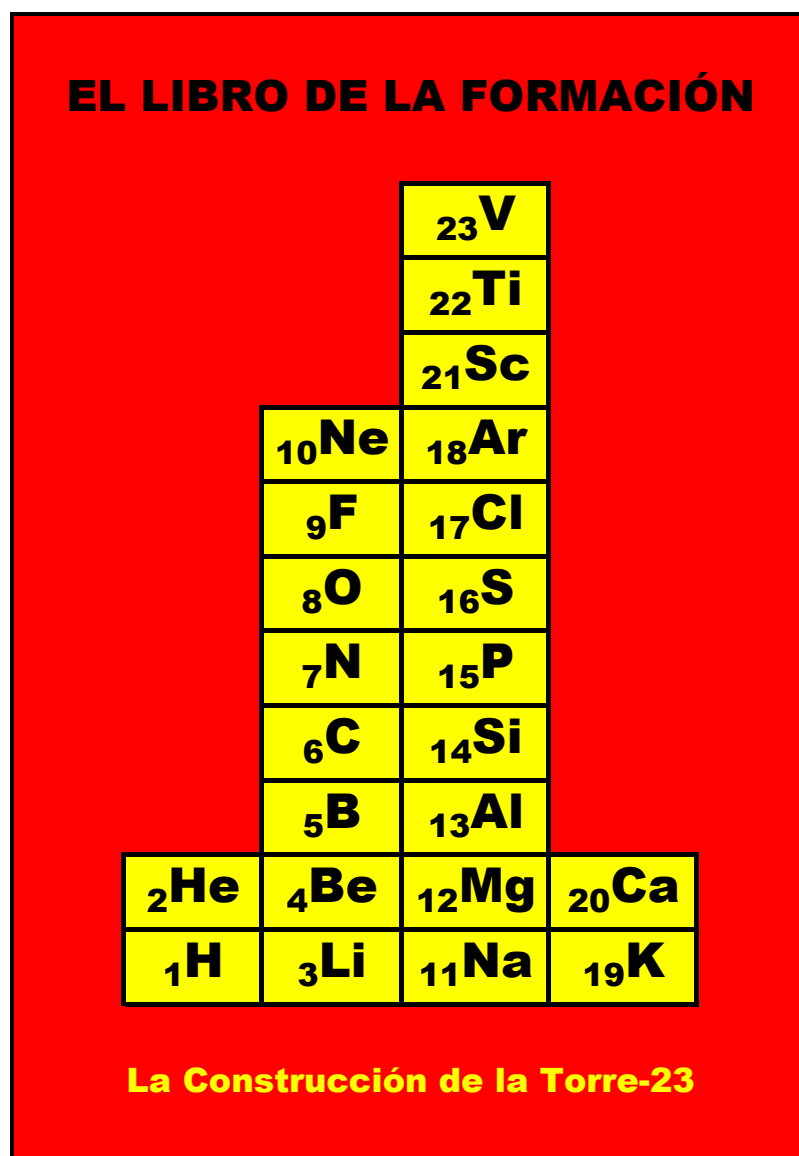 EL LIBRO DE LA FORMACIÓN
23V
22Ti
21Sc
10Ne 18Ar
9F 17Cl
8O 16S
7N 15P
6C 14Si
5B 13Al
2He 4Be 12Mg 20Ca
1H 3Li 11Na 19K
La Construcción de la Torre-23